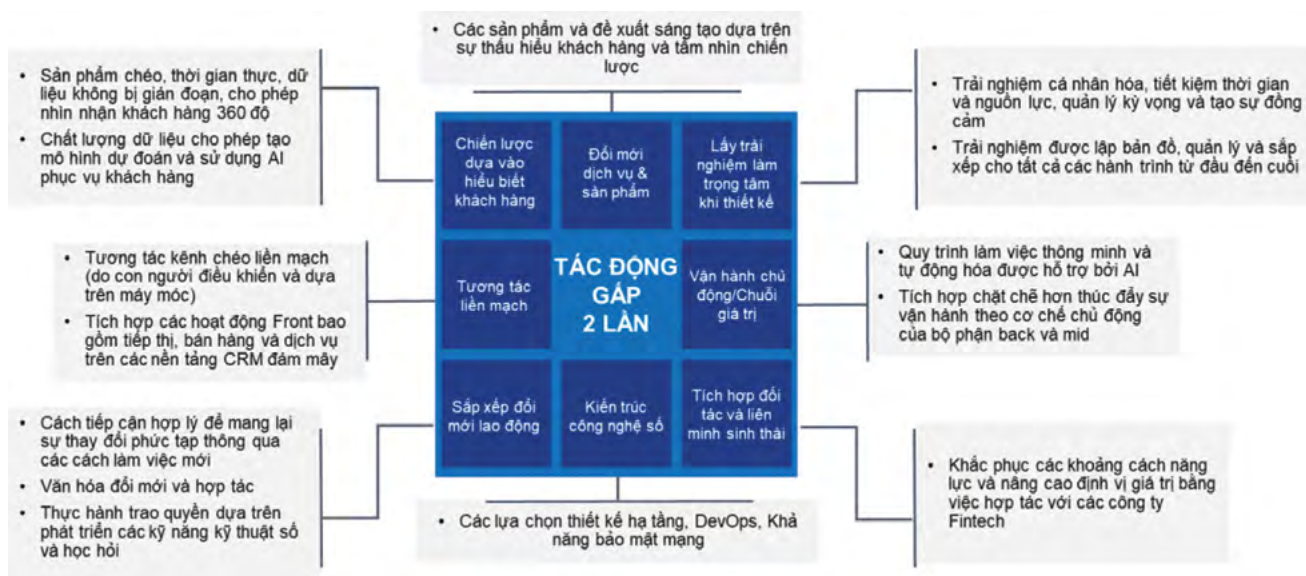 • Các sản phẩm và đề xuất sáng tạo dựa trên
sự thấu hiểu khách hàng và tầm nhìn chiến
lược
• Sản phẩm chéo, thời gian thực, dữ
liệu không bị gián đoạn, cho phép
nhìn nhận khách hàng 360 độ
• Chất lượng dữ liệu cho phép tạo
mô hình dự đoán và sử dụng AI
phục vụ khách hàng
• Trải nghiệm cá nhân hóa, tiết kiệm thời gian
và nguồn lực, quản lý kỳ vọng và tạo sự đồng
cảm
• Trải nghiệm được lập bản đồ, quản lý và sắp
xếp cho tất cả các hành trình từ đầu đến cuối
Chiến lược
dựa vào
hiểu biết
khách hàng
Đổi mới
dịch vụ &
sản phẩm
Lấy trải
nghiệm làm
trọng tâm
khi thiết kế
• Tương tác kênh chéo liền mạch
(do con người điều khiển và dựa
trên máy móc)
• Tích hợp các hoạt động Front bao
gồm tiếp thị, bán hàng và dịch vụ
trên các nền tảng CRM đám mây
Tương tác
liền mạch
TÁC ĐỘNG
GẤP
2 LẦN
Vận hành chủ
động/Chuỗi
giá trị
• Quy trình làm việc thông minh và
tự động hóa được hỗ trợ bởi AI
• Tích hợp chặt chẽ hơn thúc đẩy sự
vận hành theo cơ chế chủ động
của bộ phận back và mid
Sắp xếp đổi
mới lao động
Kiến trúc
công nghệ số
Tích hợp đối
tác và liên
minh sinh thái
• Cách tiếp cận hợp lý để mang lại
sự thay đổi phức tạp thông qua
các cách làm việc mới
• Văn hóa đổi mới và hợp tác
• Thực hành trao quyền dựa trên
phát triển các kỹ năng kỹ thuật số
và học hỏi
• Các lựa chọn thiết kế hạ tầng, DevOps, Khả
năng bảo mật mạng
• Khắc phục các khoảng cách năng
lực và nâng cao định vị giá trị bằng
việc hợp tác với các công ty
Fintech